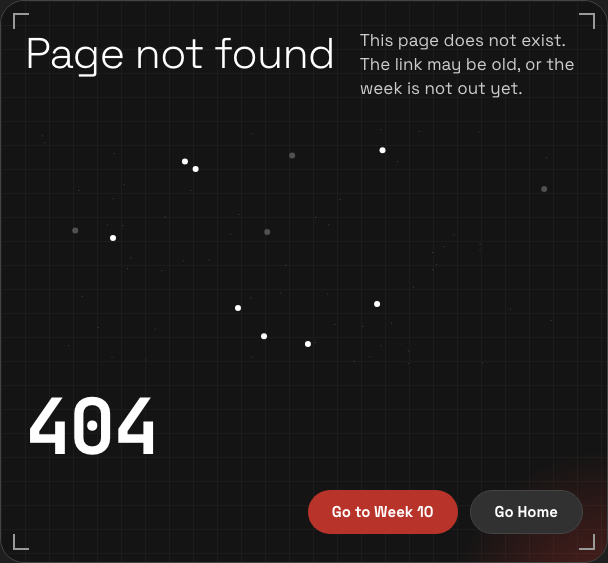 Page not found
This page does not exist.
The link may be old, or the
week is not out yet.
404
Go to Week 10
Go Home